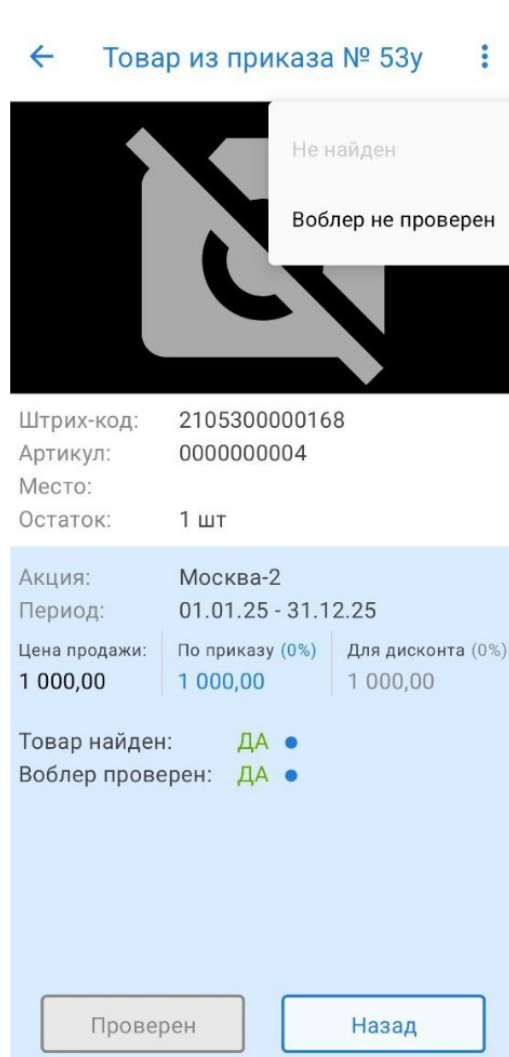 Товар из приказа № 53у
Не найден
Воблер не проверен
Штрих-код: 2105300000168
Артикул: 0000000004
Место:
Остаток: 1 шт
Акция: Москва-2
Период: 01.01.25 - 31.12.25
Цена продажи: По приказу (0%) Для дисконта (0%)
1 000,00 1 000,00 1 000,00
Товар найден: ДА
Воблер проверен: ДА
Проверен Назад